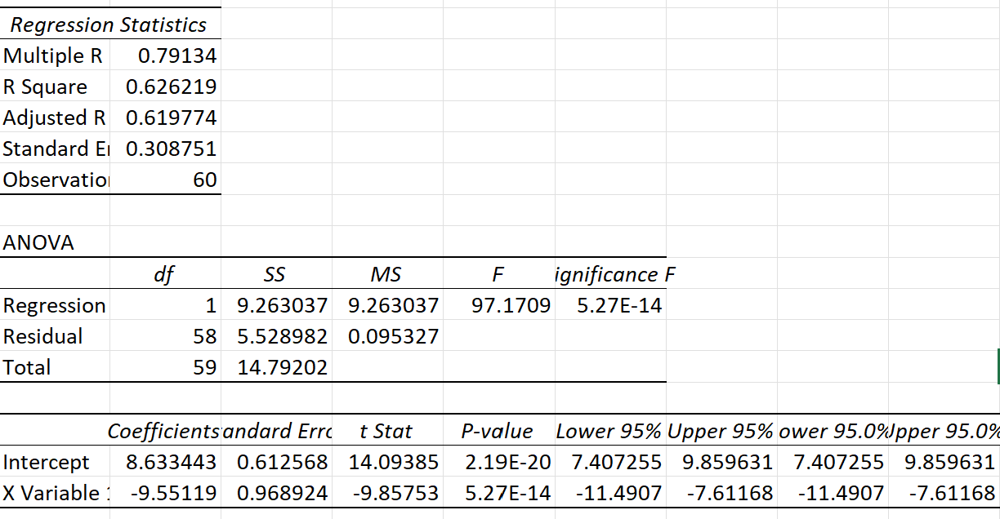 Regression Statistics
Multiple R 0.79134
R Square 0.626219
Adjusted R 0.619774
Standard Er 0.308751
Observation 60
ANOVA
df SS MS F ignificance F
Regression 1 9.263037 9.263037 97.1709 5.27E-14
Residual 58 5.528982 0.095327
Total 59 14.79202
Coefficients andard Erro t Stat P-value Lower 95% Upper 95% ower 95.0% Upper 95.0%
Intercept 8.633443 0.612568 14.09385 2.19E-20 7.407255 9.859631 7.407255 9.859631
X Variable 1 -9.55119 0.968924 -9.85753 5.27E-14 -11.4907 -7.61168 -11.4907 -7.61168